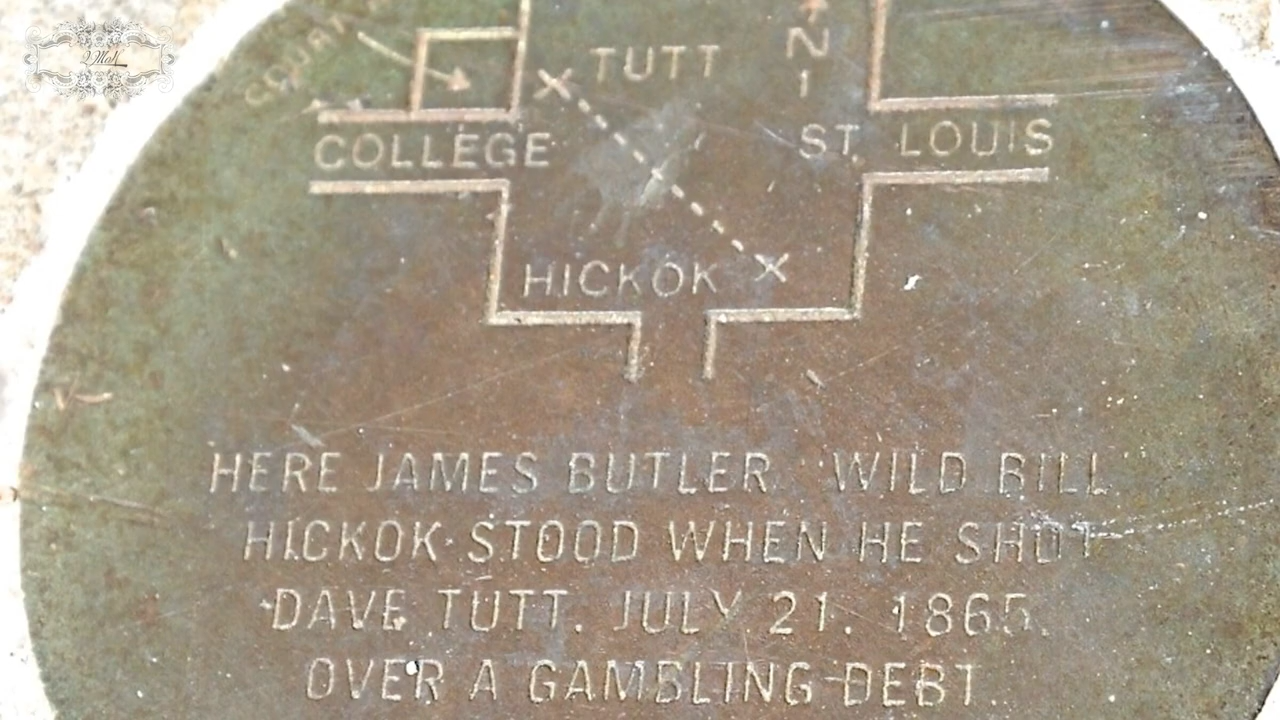 SQUARE
N
TUTT
COLLEGE
ST. LOUIS
HICKOK
HERE JAMES BUTLER "WILD BILL"
HICKOK STOOD WHEN HE SHOT
DAVE TUTT. JULY 21. 1865.
OVER A GAMBLING DEBT.